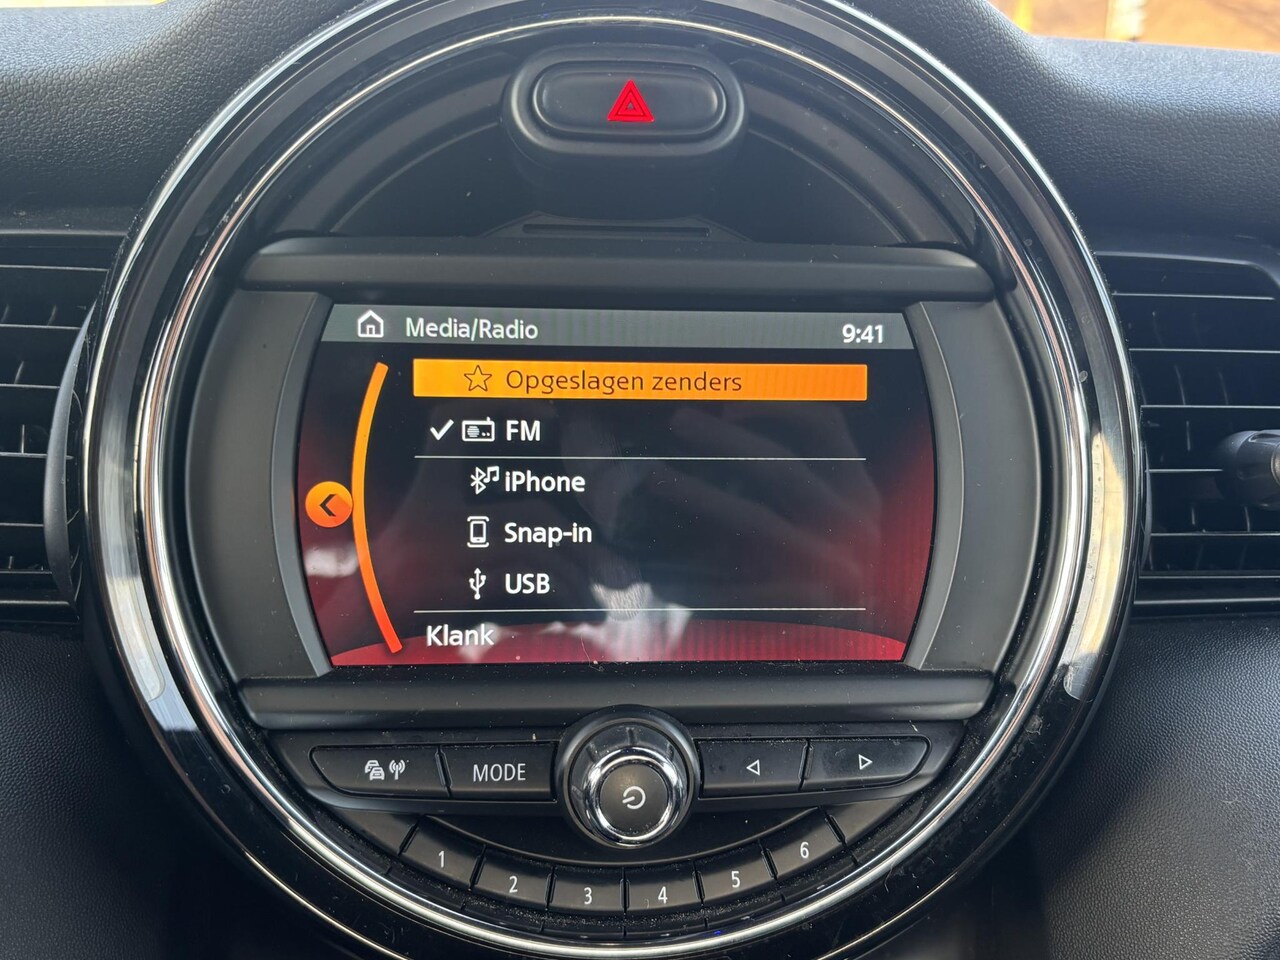 Media/Radio 9:41
Opgeslagen zenders
FM
iPhone
Snap-in
USB
Klank
MODE
1 2 3 4 5 6